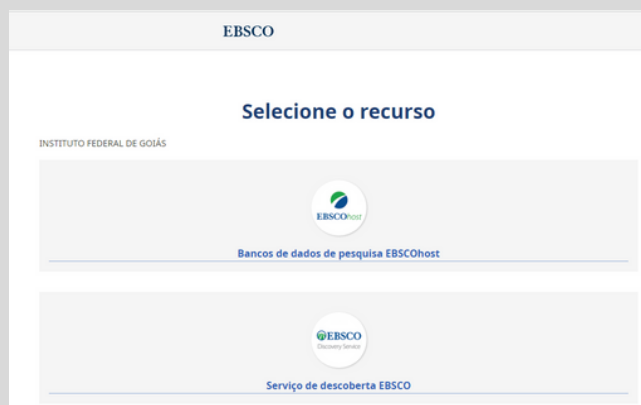 EBSCO
Selecione o recurso
INSTITUTO FEDERAL DE GOIÁS
EBSCOhost
Bancos de dados de pesquisa EBSCOhost
EBSCO
Discovery Service
Serviço de descoberta EBSCO